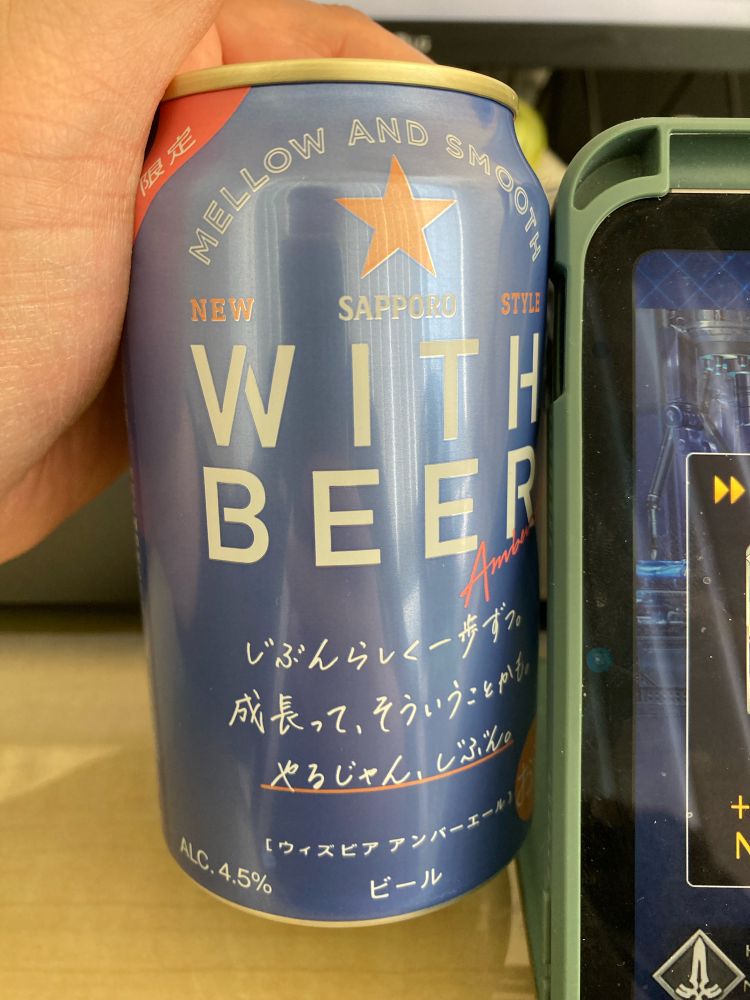 限定
MELLOW AND SMOOTH
NEW SAPPORO STYLE
WITH
BEER
Amber
じぶんらしく一歩ずつ。
成長って、そういうことかも。
やるじゃん、じぶん。
[ウィズビア アンバーエール]
ALC. 4.5%
ビール
+
N